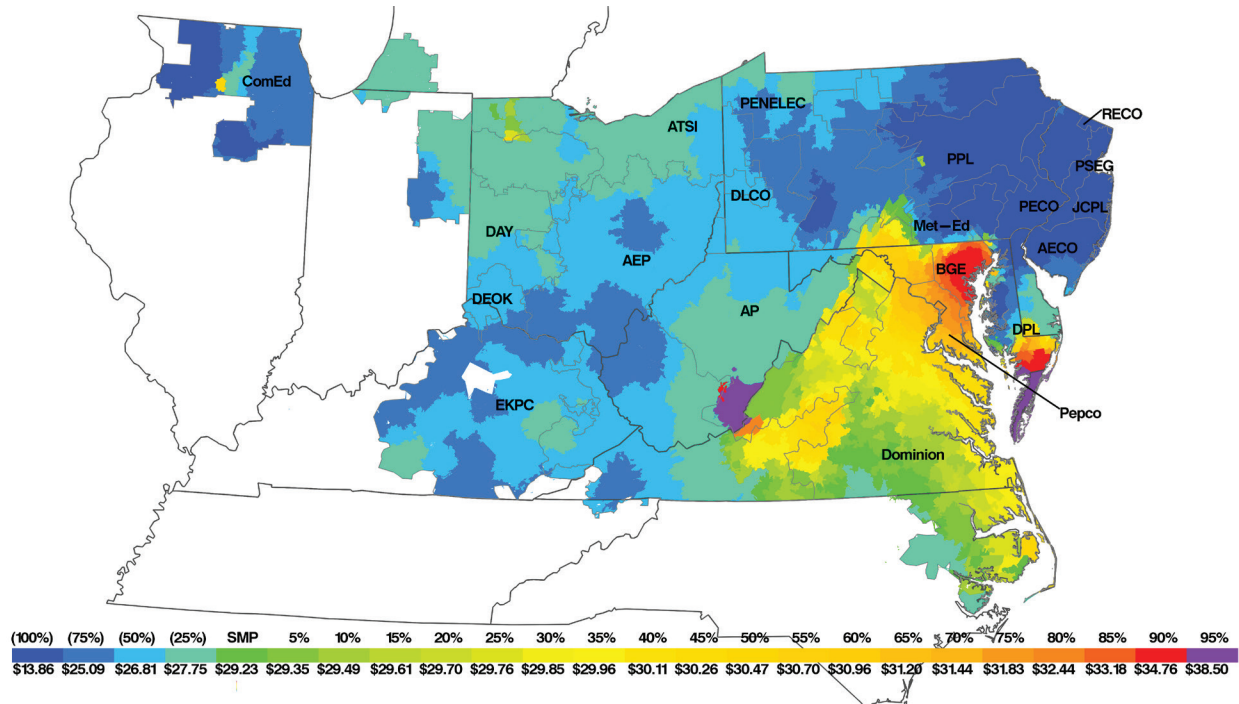 ComEd
PENELEC
RECO
ATSI
PPL
PSEG
DLCO
PECO
JCPL
Met-Ed
DAY
AECO
AEP
BGE
DEOK
AP
DPL
EKPC
Pepco
Dominion
(100%) (75%) (50%) (25%) SMP 5% 10% 15% 20% 25% 30% 35% 40% 45% 50% 55% 60% 65% 70% 75% 80% 85% 90% 95%
$13.86 $25.09 $26.81 $27.75 $29.23 $29.35 $29.49 $29.61 $29.70 $29.76 $29.85 $29.96 $30.11 $30.26 $30.47 $30.70 $30.96 $31.20 $31.44 $31.83 $32.44 $33.18 $34.76 $38.50